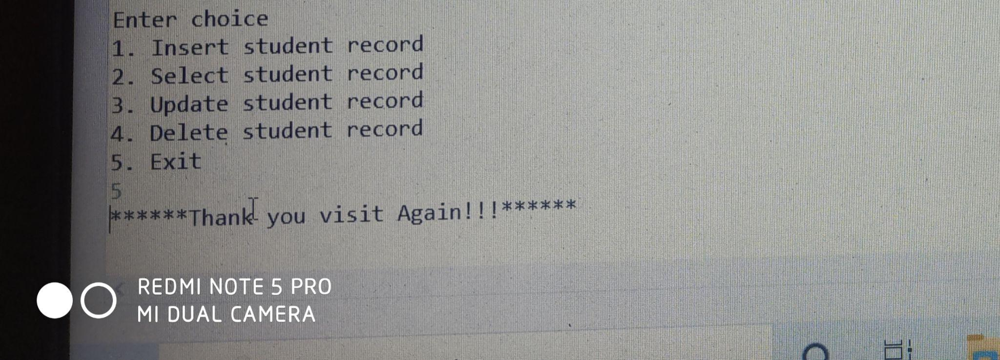 Enter choice
1. Insert student record
2. Select student record
3. Update student record
4. Delete student record
5. Exit
5
******Thank you visit Again!!!******
REDMI NOTE 5 PRO
MI DUAL CAMERA